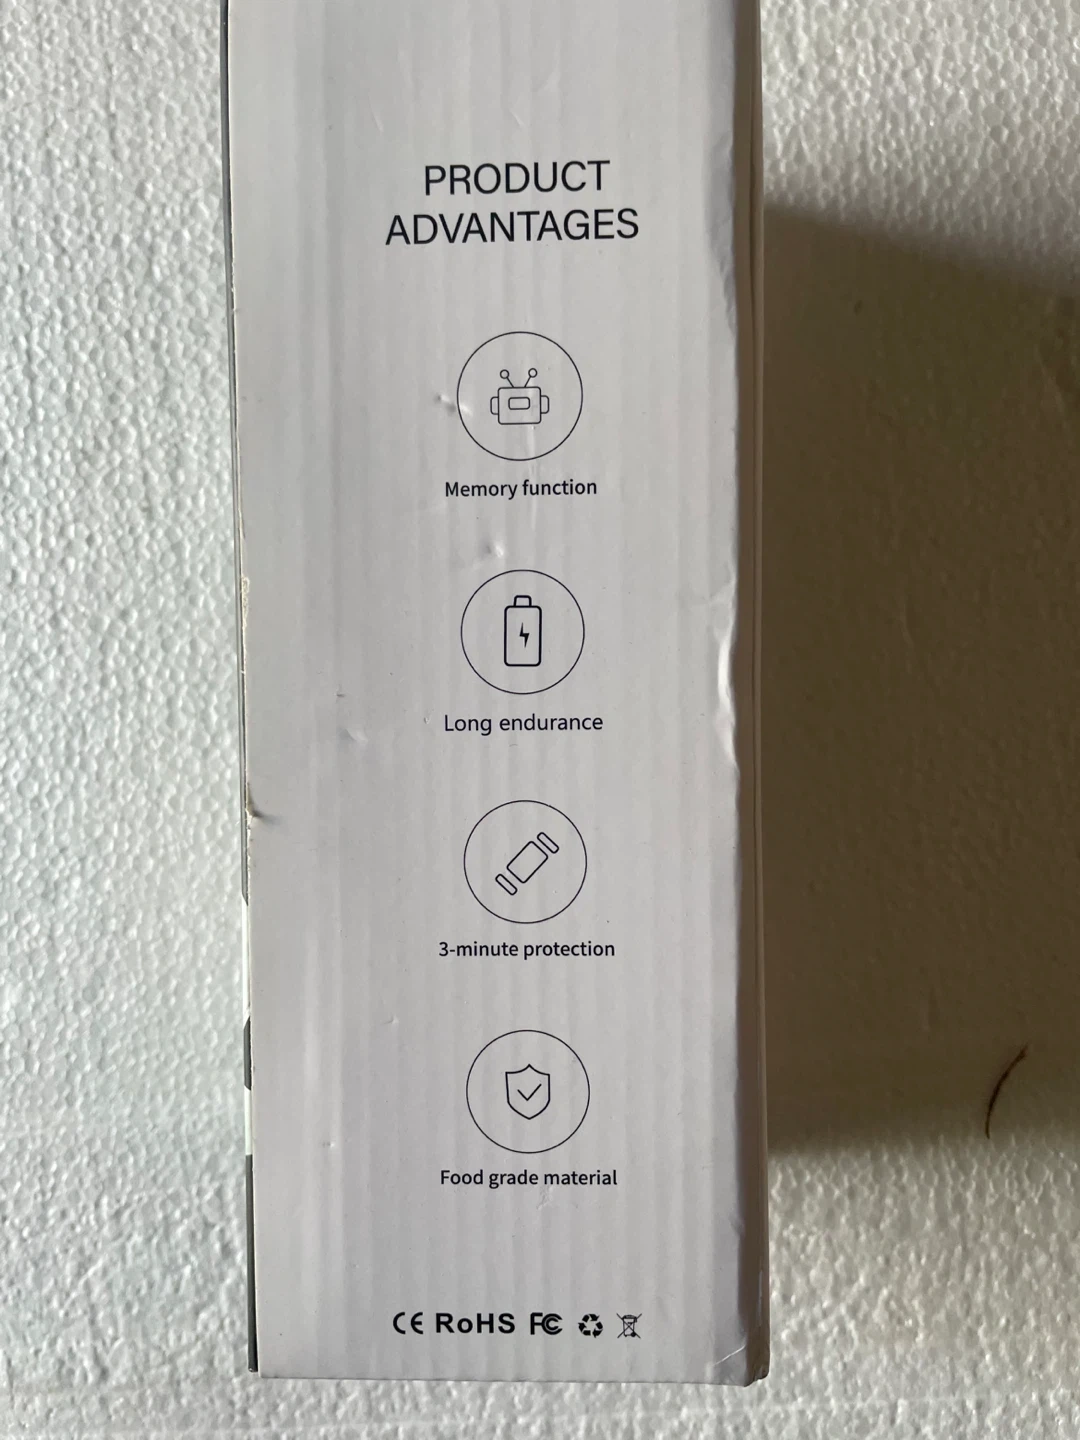 PRODUCT
ADVANTAGES
Memory function
Long endurance
3-minute protection
Food grade material
CE RoHS FC